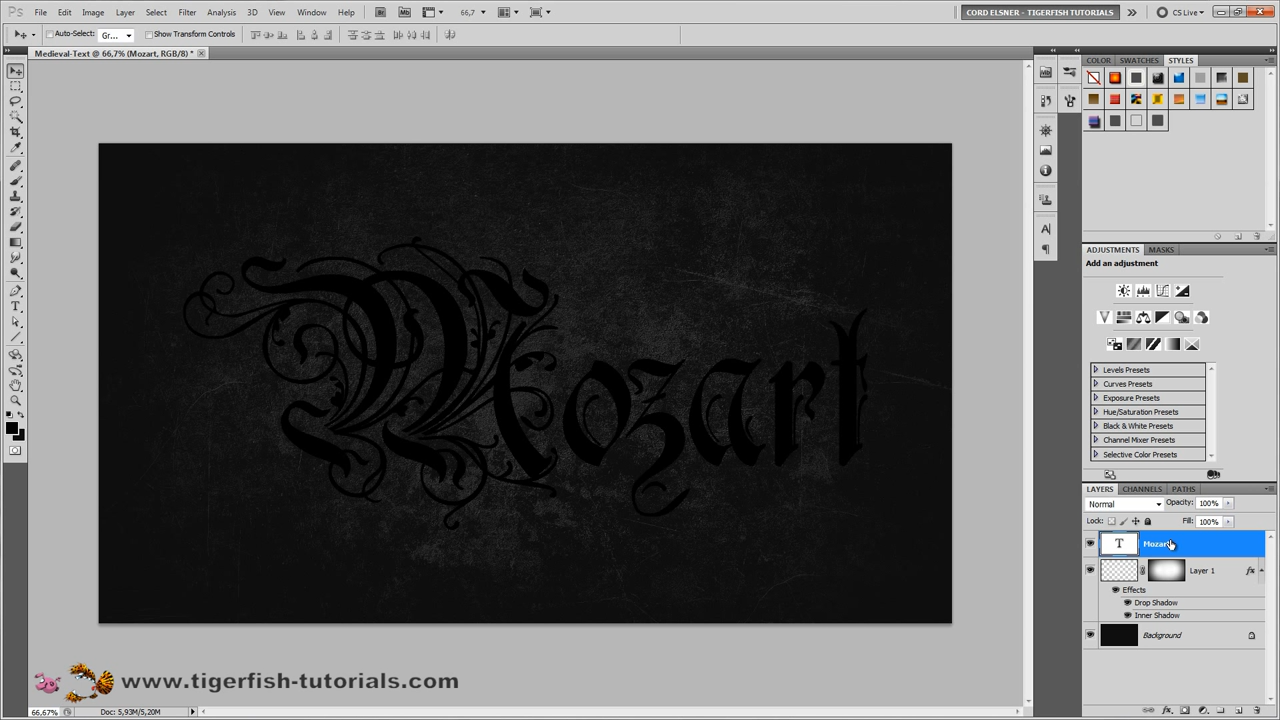 Ps File Edit Image Layer Select Filter Analysis 3D View Window Help Br Mb 66,7 CORD ELSNER - TIGERFISH TUTORIALS CS Live
Auto-Select: Gr... Show Transform Controls
Medieval-Text @ 66,7% (Mozart, RGB/8) *
COLOR SWATCHES STYLES
Mozart
ADJUSTMENTS MASKS
Add an adjustment
Levels Presets
Curves Presets
Exposure Presets
Hue/Saturation Presets
Black & White Presets
Channel Mixer Presets
Selective Color Presets
LAYERS CHANNELS PATHS
Normal Opacity: 100%
Lock: Fill: 100%
T Mozart
Layer 1 fx
Effects
Drop Shadow
Inner Shadow
Background
www.tigerfish-tutorials.com
66,67% Doc: 5,93M/5,20M